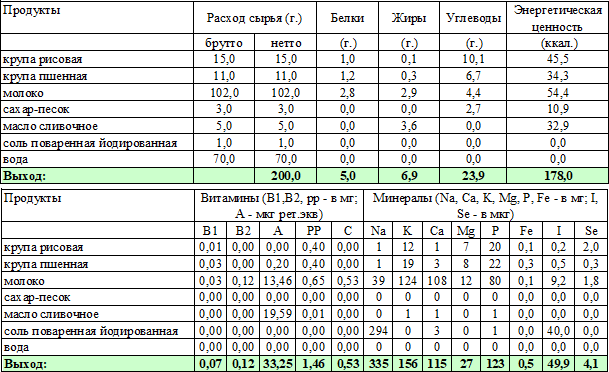 Продукты Расход сырья (г.) Белки Жиры Углеводы Энергетическая ценность
брутто нетто (г.) (г.) (г.) (ккал.)
крупа рисовая 15,0 15,0 1,0 0,1 10,1 45,5
крупа пшенная 11,0 11,0 1,2 0,3 6,7 34,3
молоко 102,0 102,0 2,8 2,9 4,4 54,4
сахар-песок 3,0 3,0 0,0 0,0 2,7 10,9
масло сливочное 5,0 5,0 0,0 3,6 0,0 32,9
соль поваренная йодированная 1,0 1,0 0,0 0,0 0,0 0,0
вода 70,0 70,0 0,0 0,0 0,0 0,0
Выход: 200,0 5,0 6,9 23,9 178,0
Продукты Витамины (B1,B2, pp - в мг; А - мкг рет.экв) Минералы (Na, Ca, K, Mg, P, Fe - в мг; I, Se - в мкг)
B1 B2 A PP C Na K Ca Mg P Fe I Se
крупа рисовая 0,01 0,00 0,00 0,40 0,00 1 12 1 7 20 0,1 0,2 2,0
крупа пшенная 0,03 0,00 0,20 0,40 0,00 1 19 3 8 22 0,3 0,5 0,3
молоко 0,03 0,12 13,46 0,65 0,53 39 124 108 12 80 0,1 9,2 1,8
сахар-песок 0,00 0,00 0,00 0,00 0,00 0 0 0 0 0 0,0 0,0 0,0
масло сливочное 0,00 0,00 19,59 0,01 0,00 0 1 1 0 1 0,0 0,0 0,0
соль поваренная йодированная 0,00 0,00 0,00 0,00 0,00 294 0 3 0 1 0,0 40,0 0,0
вода 0,00 0,00 0,00 0,00 0,00 0 0 0 0 0 0,0 0,0 0,0
Выход: 0,07 0,12 33,25 1,46 0,53 335 156 115 27 123 0,5 49,9 4,1